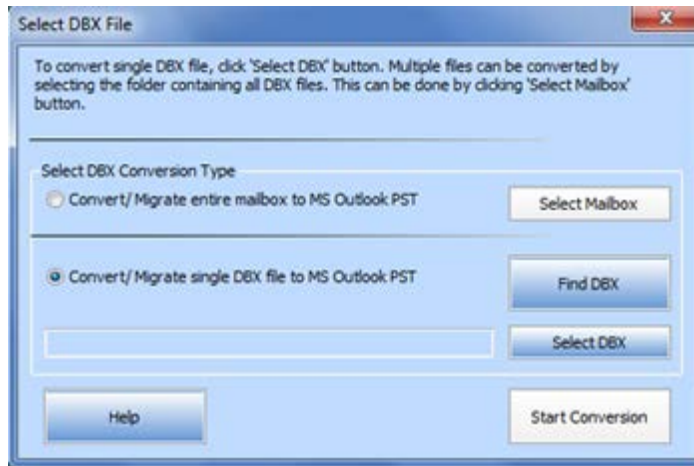 Select DBX File
To convert single DBX file, click 'Select DBX' button. Multiple files can be converted by
selecting the folder containing all DBX files. This can be done by clicking 'Select Mailbox'
button.
Select DBX Conversion Type
Convert/Migrate entire mailbox to MS Outlook PST
Select Mailbox
Convert/Migrate single DBX file to MS Outlook PST
Find DBX
Select DBX
Help
Start Conversion